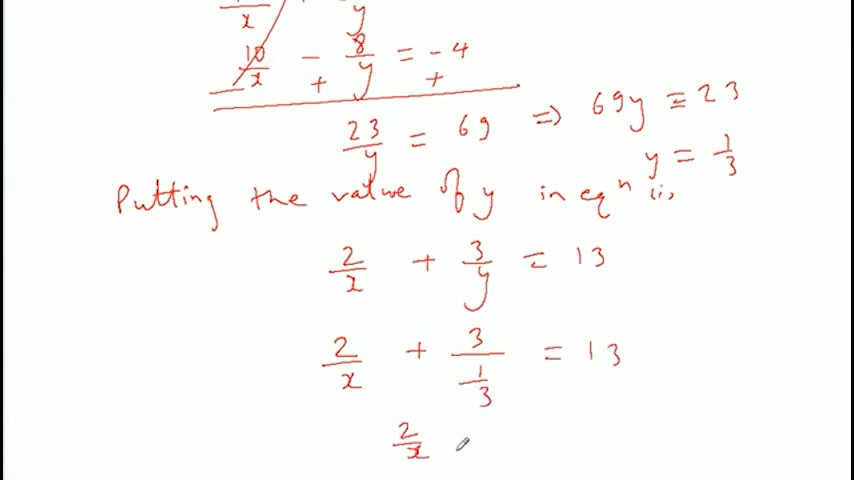 x y
10/x - 8/y = - 4
+ +
23/y = 69 => 69y = 23
y = 1/3
Putting the value of y in eqn (i),
2/x + 3/y = 13
2/x + 3/(1/3) = 13
2/x